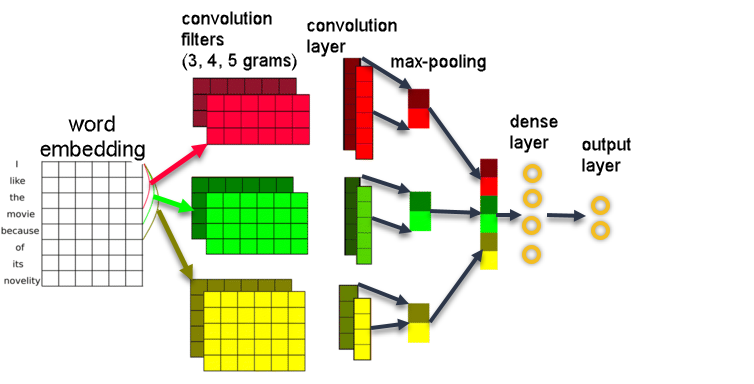 convolution
filters
(3, 4, 5 grams)
convolution
layer
max-pooling
word
embedding
dense
layer
output
layer
I
like
the
movie
because
of
its
novelity